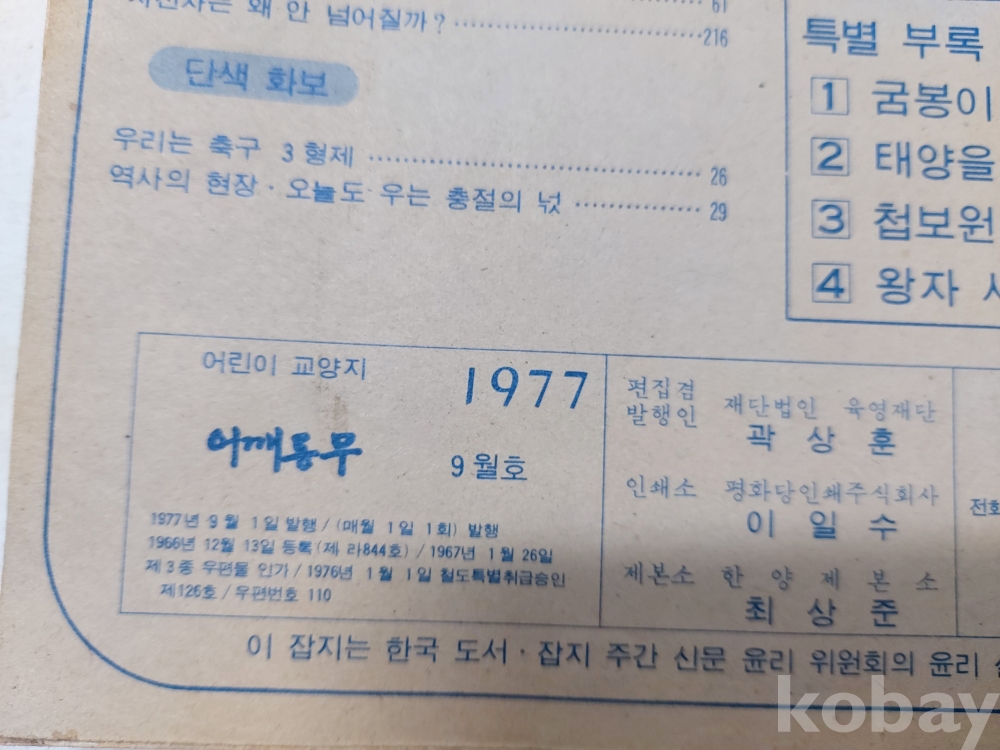 왜 안 넘어질까? 216
단색 화보
우리는 축구 3형제 26
역사의 현장·오늘도 우는 충절의 넋 29
특별 부록
1 굼봉이
2 태양을
3 첩보원
4 왕자
어린이 교양지
1977
어깨동무
9월호
1977년 9월 1일 발행/(매월 1일 1회) 발행
1966년 12월 13일 등록(제 라844호)/1967년 1월 26일
제3종 우편물 인가/1976년 1월 1일 철도특별취급승인
제126호/우편번호 110
편집겸
발행인 재단법인 육영재단
곽상훈
인쇄소 평화당인쇄주식회사
이일수
제본소 한양제본소
최상준
전화
이 잡지는 한국 도서·잡지 주간 신문 윤리 위원회의 윤리
kobay